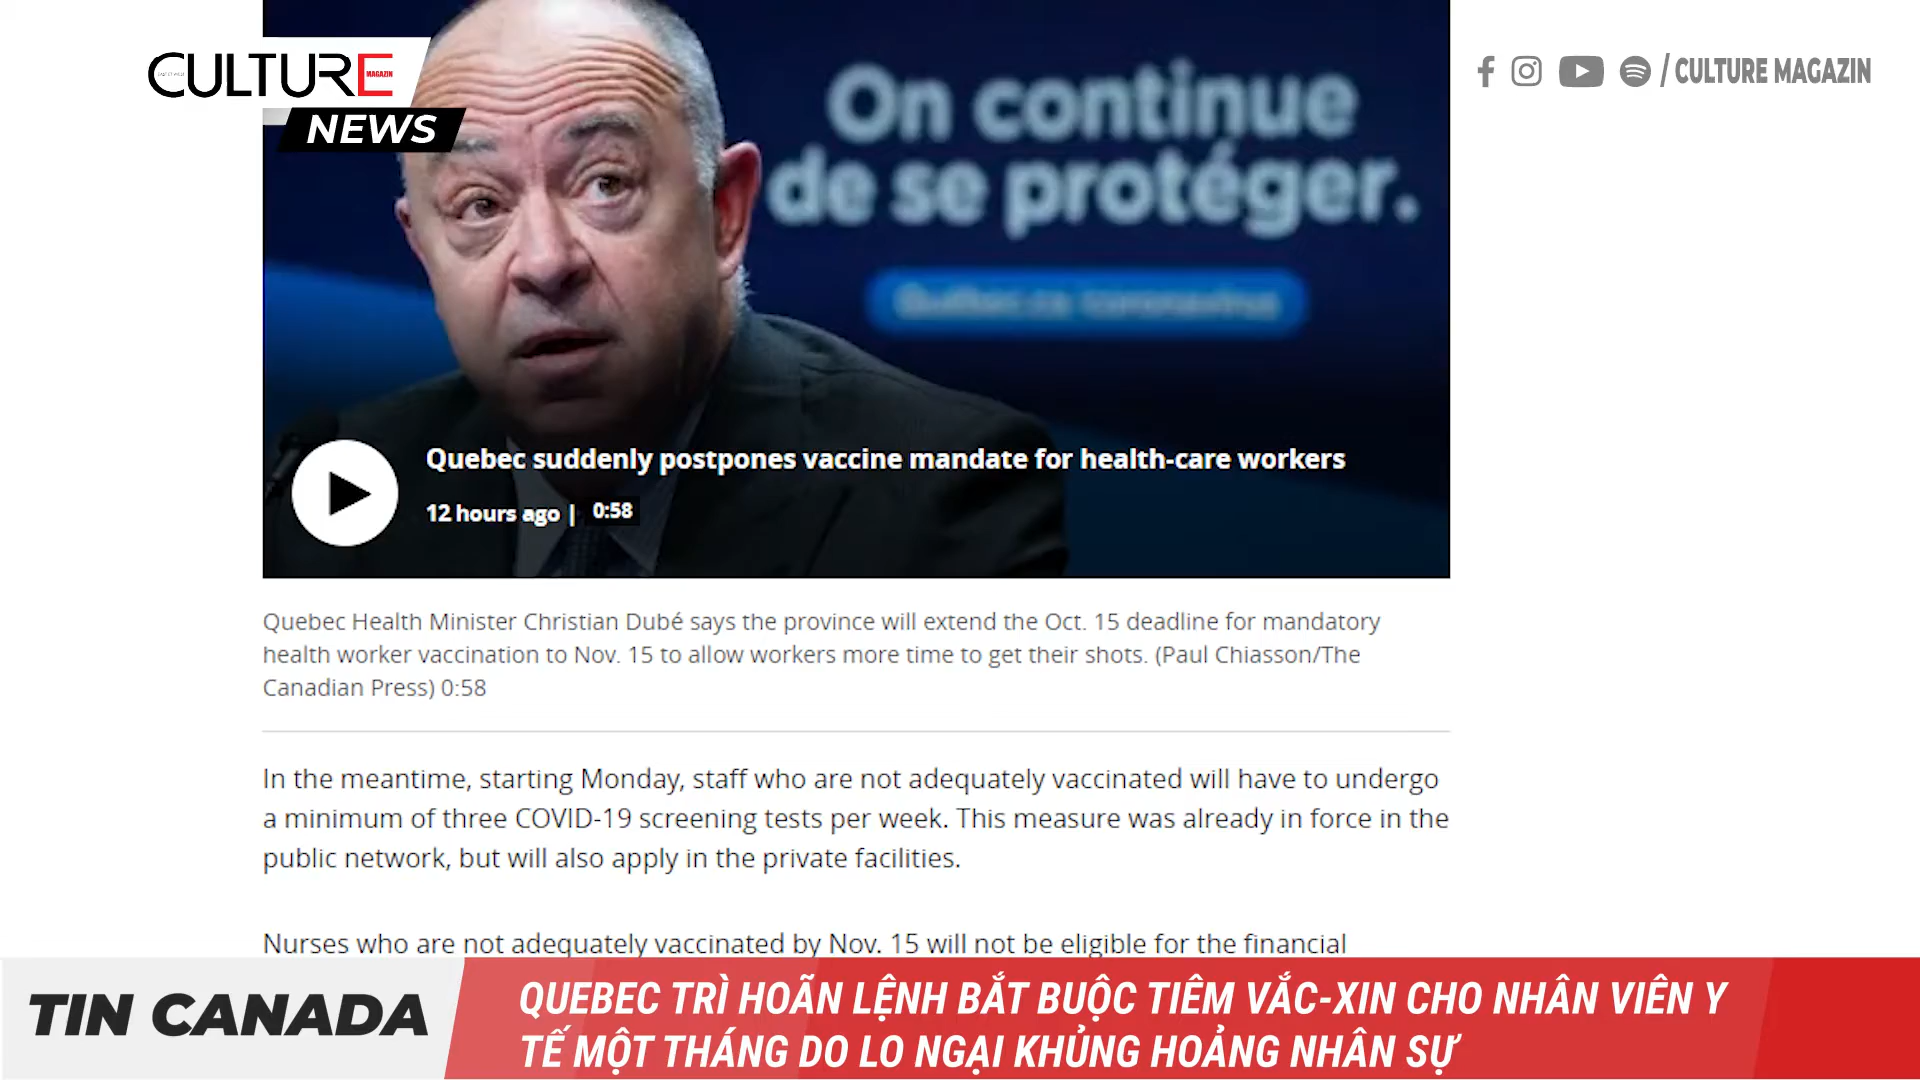 CULTURE
MAGAZIN
NEWS
/ CULTURE MAGAZIN
On continue
de se protéger.
Québec.ca/coronavirus
Quebec suddenly postpones vaccine mandate for health-care workers
12 hours ago | 0:58
Quebec Health Minister Christian Dubé says the province will extend the Oct. 15 deadline for mandatory
health worker vaccination to Nov. 15 to allow workers more time to get their shots. (Paul Chiasson/The
Canadian Press) 0:58
In the meantime, starting Monday, staff who are not adequately vaccinated will have to undergo
a minimum of three COVID-19 screening tests per week. This measure was already in force in the
public network, but will also apply in the private facilities.
Nurses who are not adequately vaccinated by Nov. 15 will not be eligible for the financial
TIN CANADA
QUEBEC TRÌ HOÃN LỆNH BẮT BUỘC TIÊM VẮC-XIN CHO NHÂN VIÊN Y
TẾ MỘT THÁNG DO LO NGẠI KHỦNG HOẢNG NHÂN SỰ